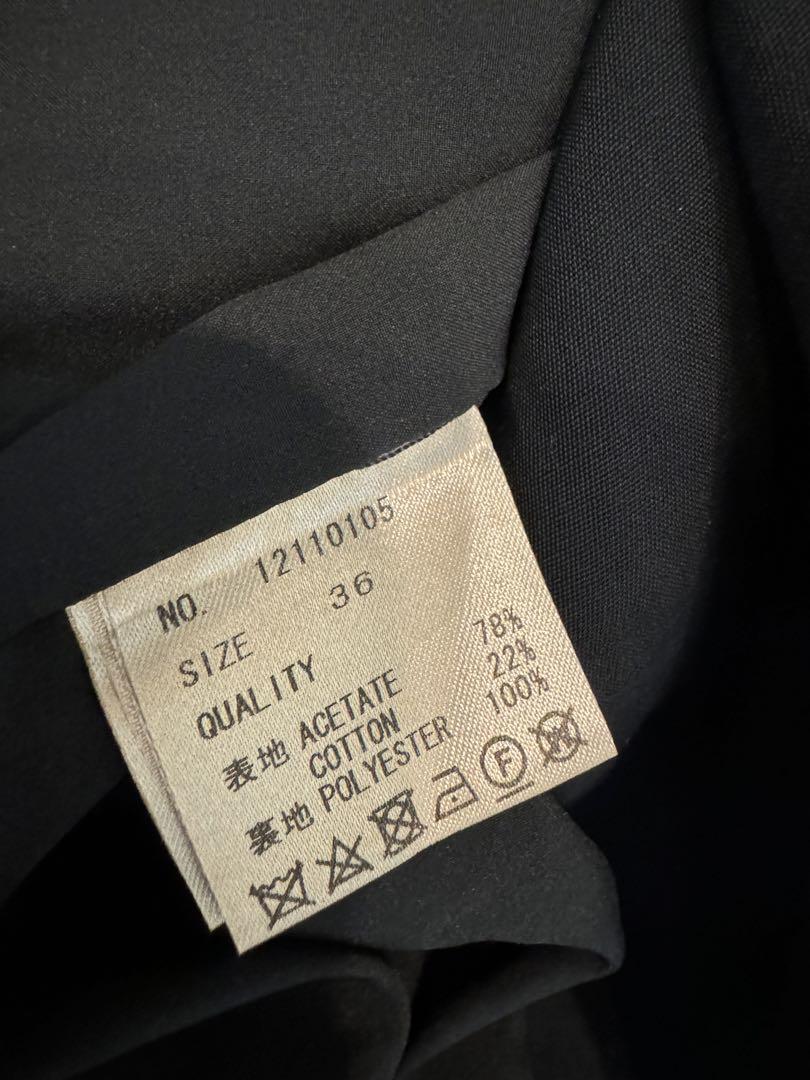 NO. 12110105
SIZE 36
QUALITY
表地 ACETATE 78%
COTTON 22%
裏地 POLYESTER 100%
F